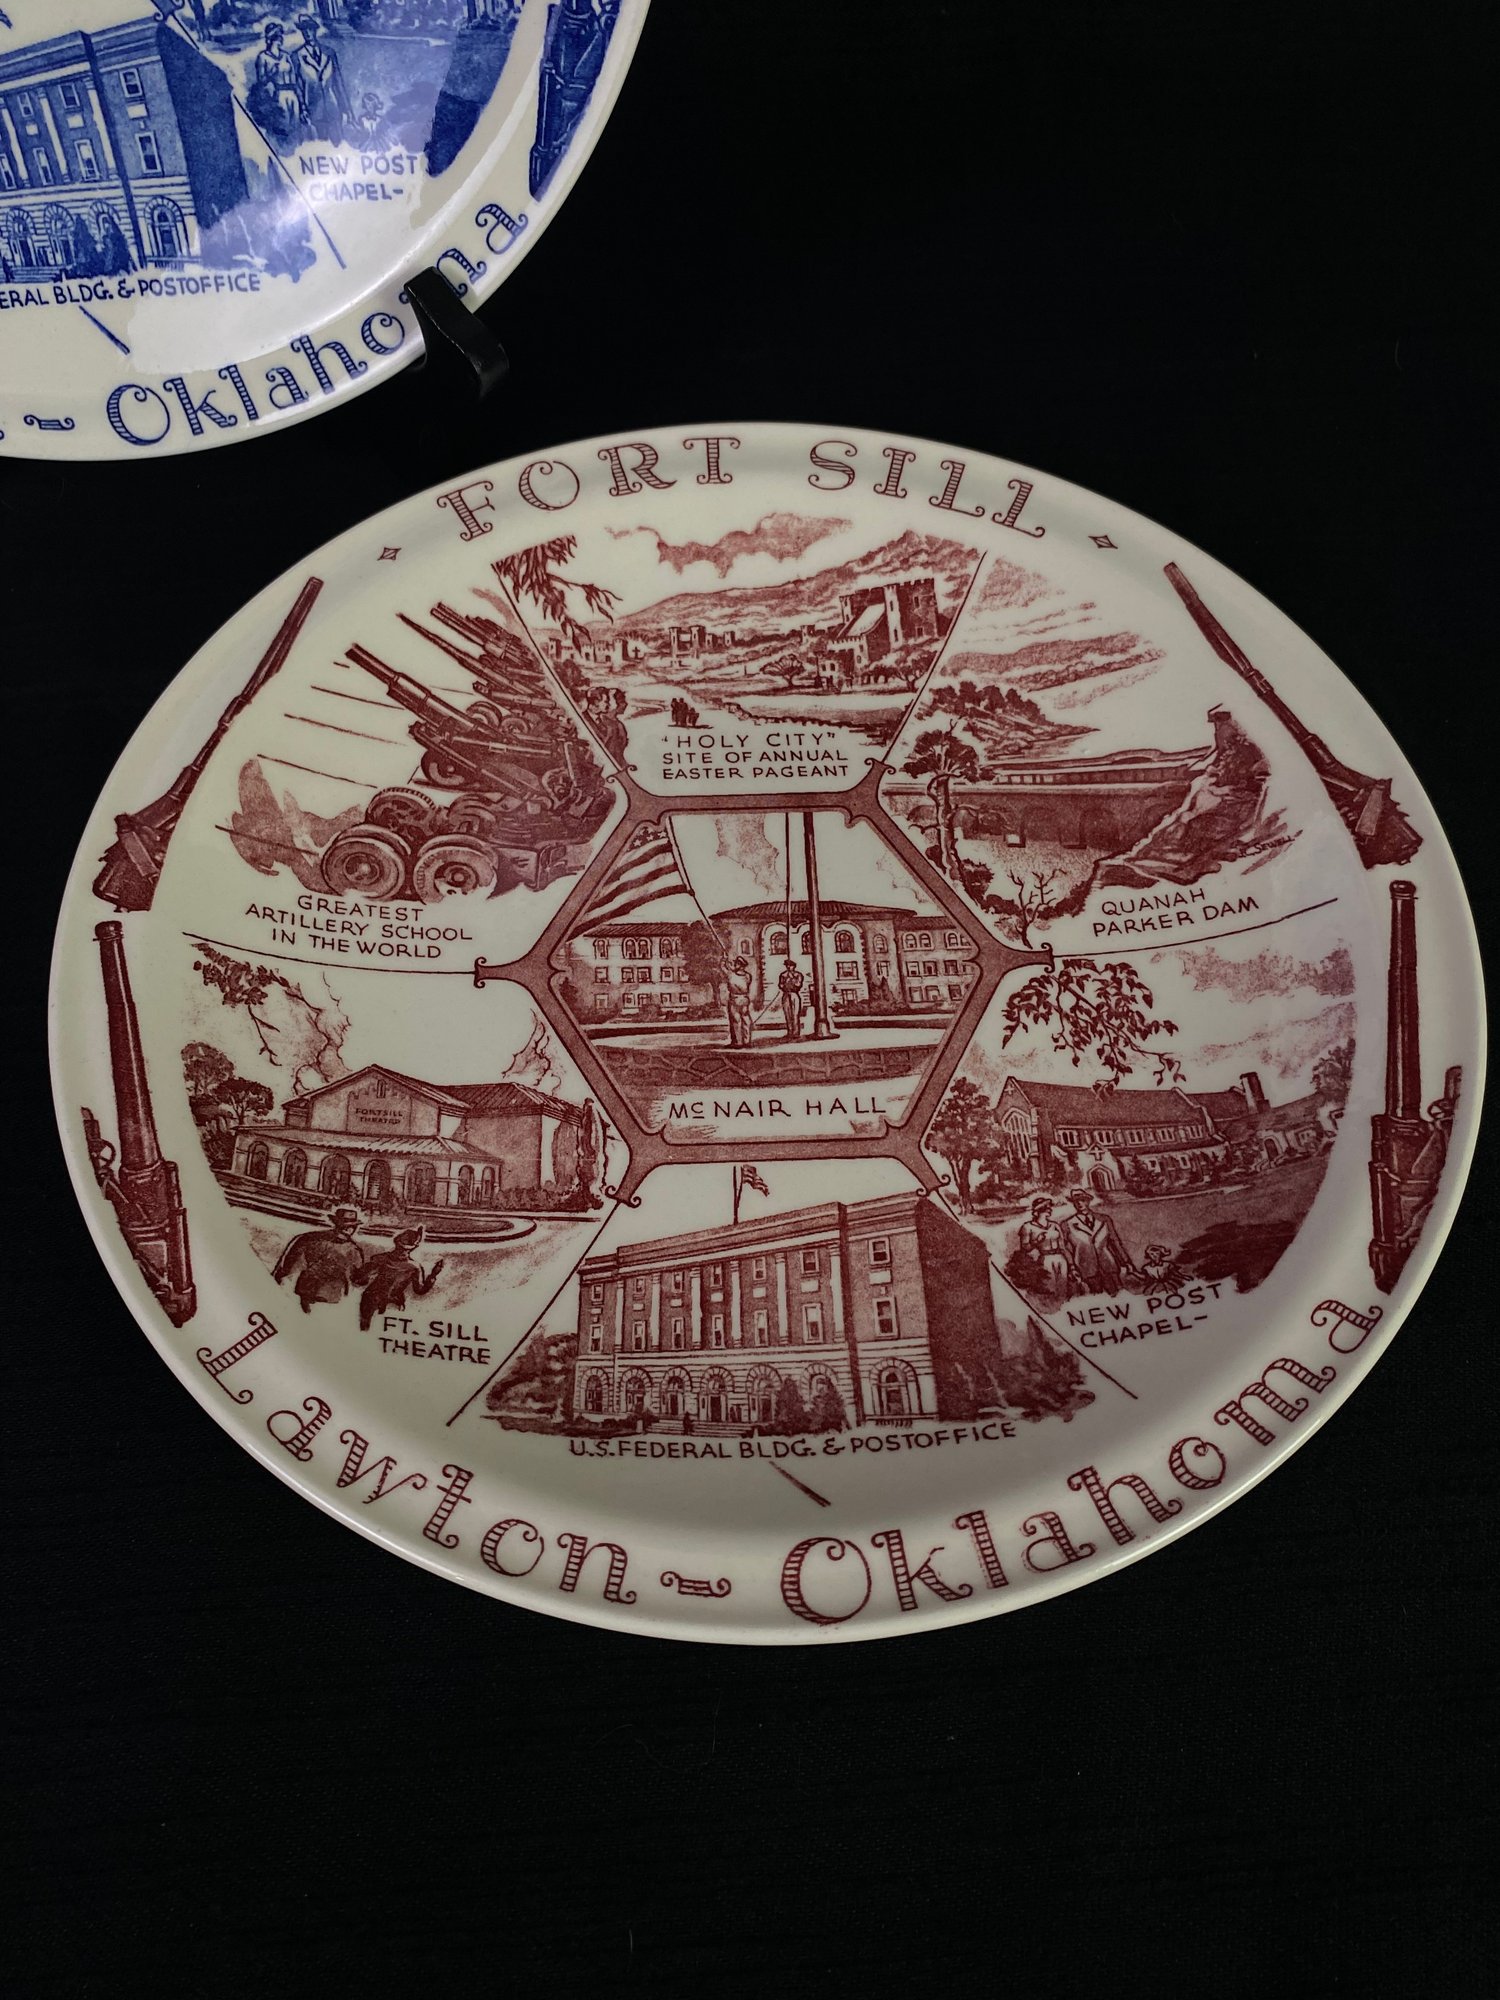 NEW POST
CHAPEL-
ERAL BLDG. & POSTOFFICE
- Oklahoma
FORT SILL
"HOLY CITY"
SITE OF ANNUAL
EASTER PAGEANT
GREATEST
ARTILLERY SCHOOL
IN THE WORLD
QUANAH
PARKER DAM
McNAIR HALL
FORT SILL
THEATRE
FT. SILL
THEATRE
NEW POST
CHAPEL-
U.S. FEDERAL BLDG. & POSTOFFICE
Lawton - Oklahoma